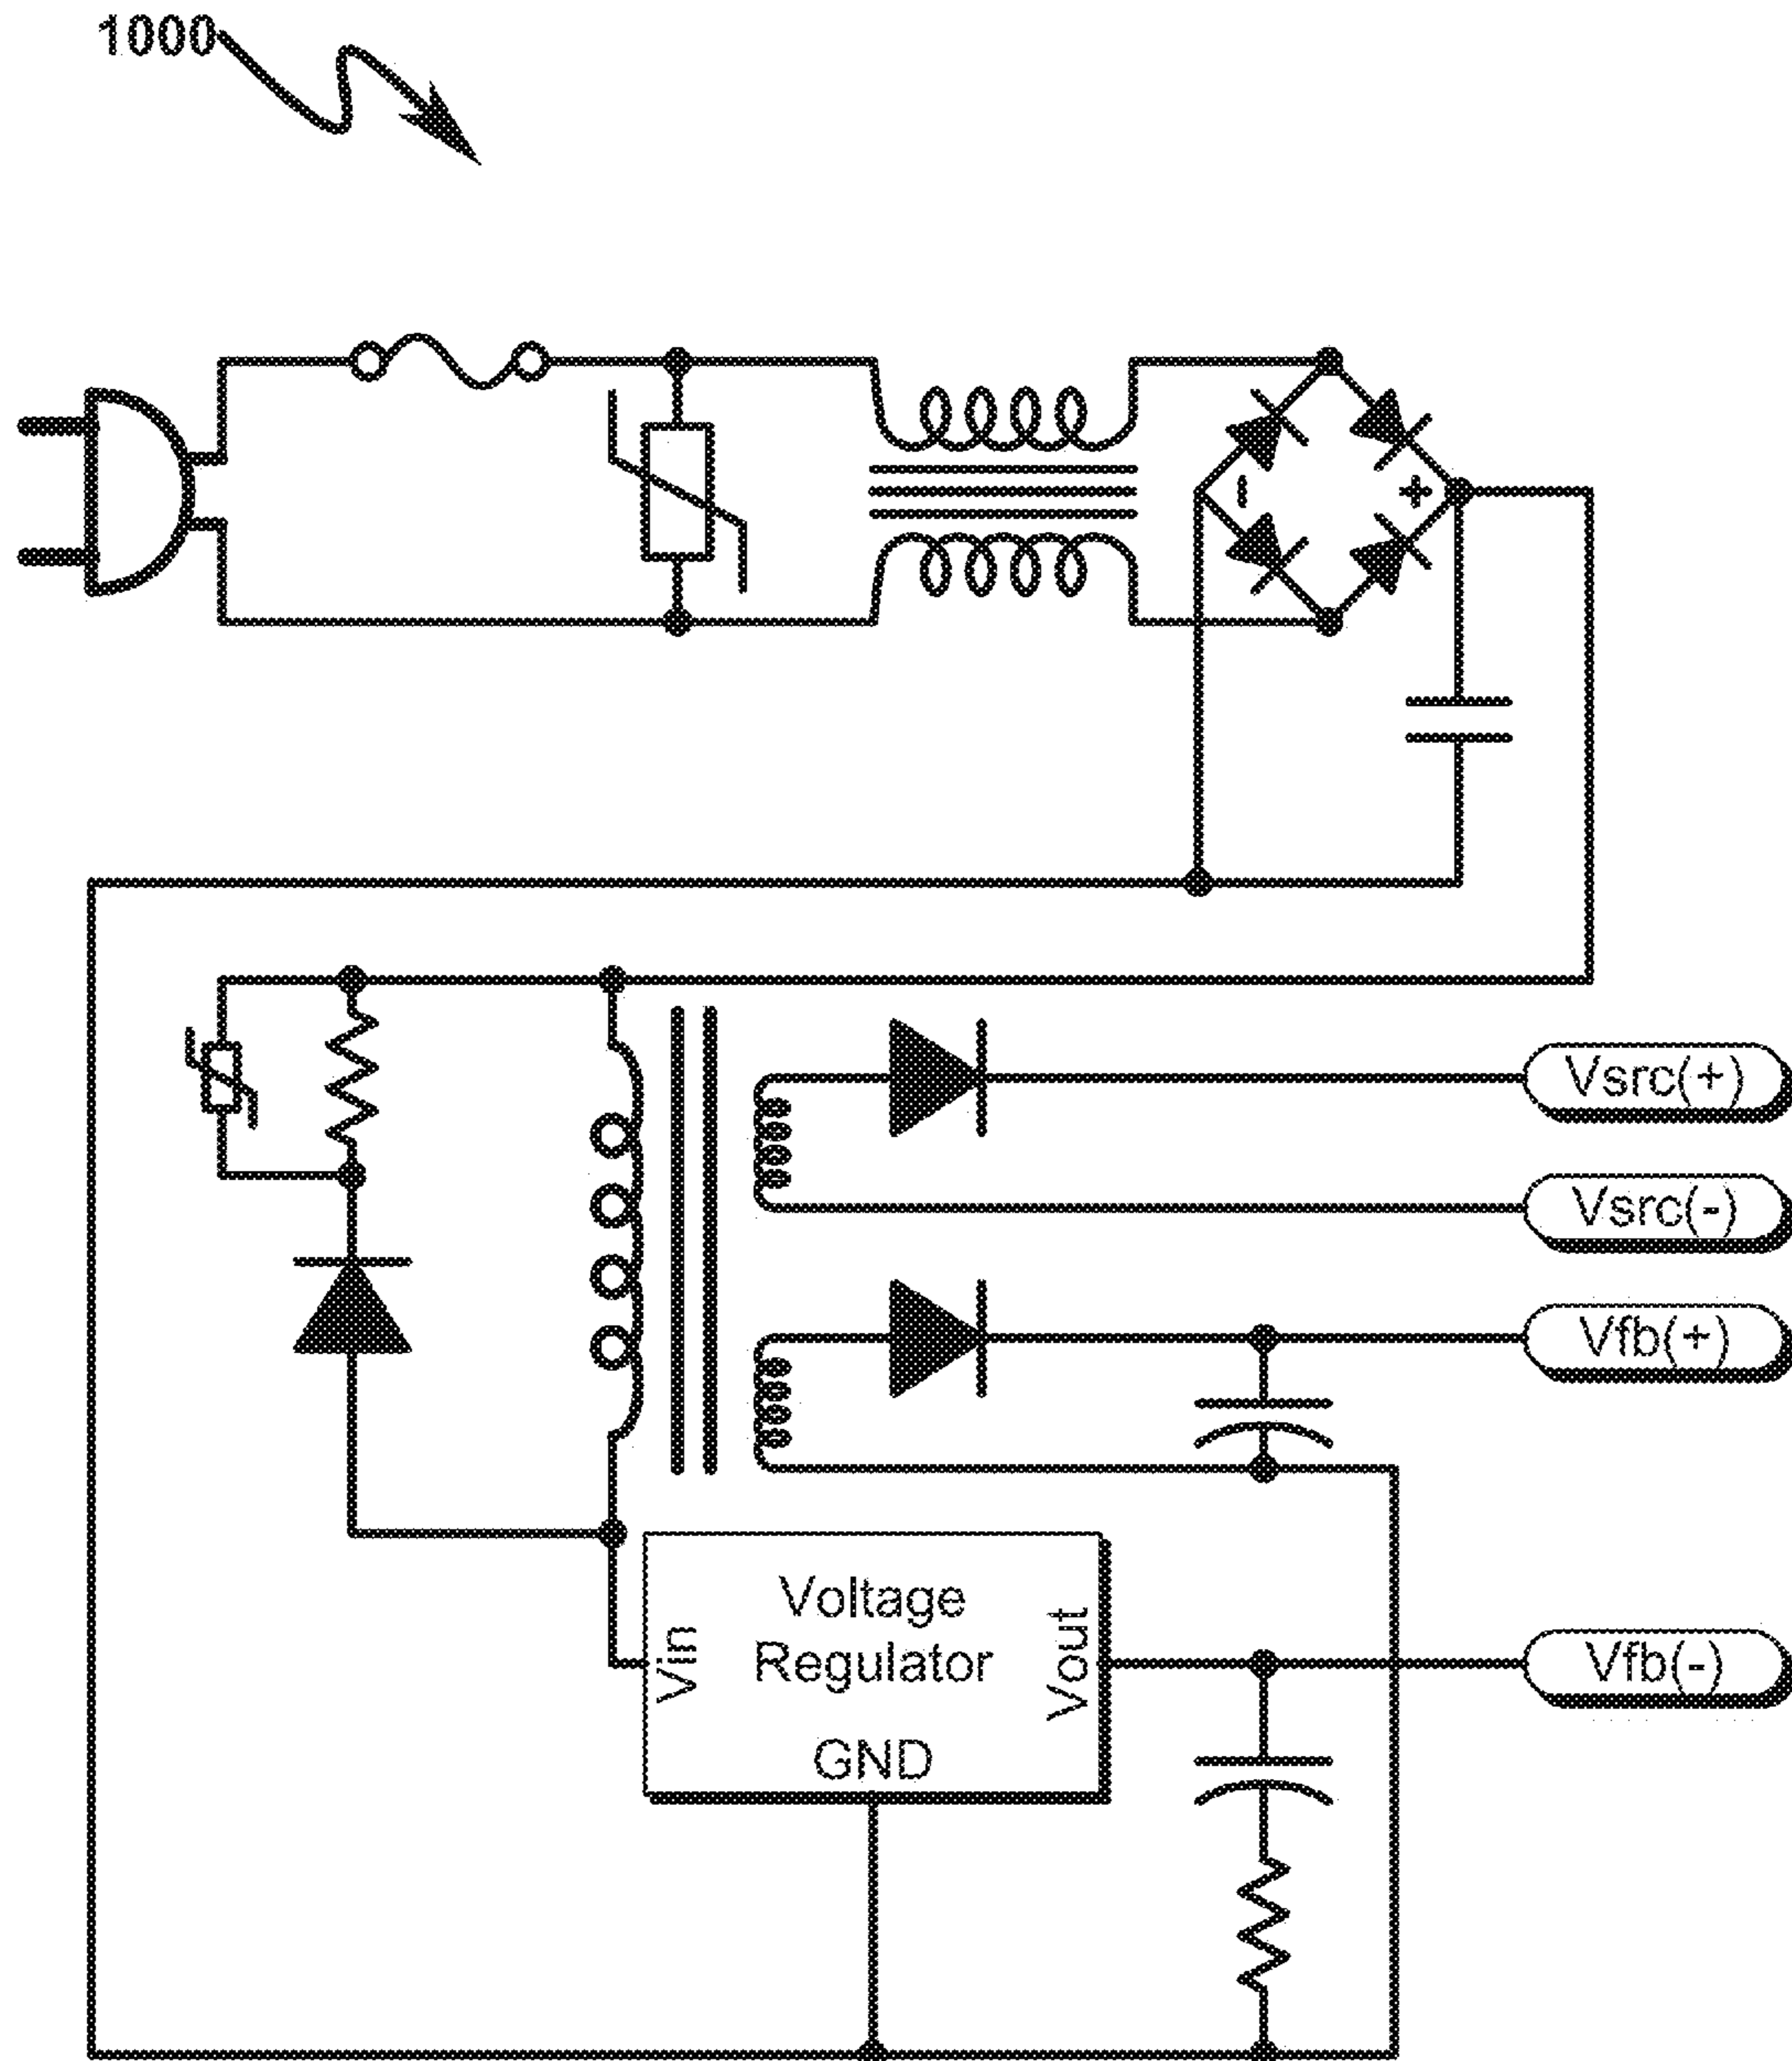 1000
-
+
Vsrc(+)
Vsrc(-)
Vfb(+)
Voltage
Regulator
Vin
Vout
GND
Vfb(-)